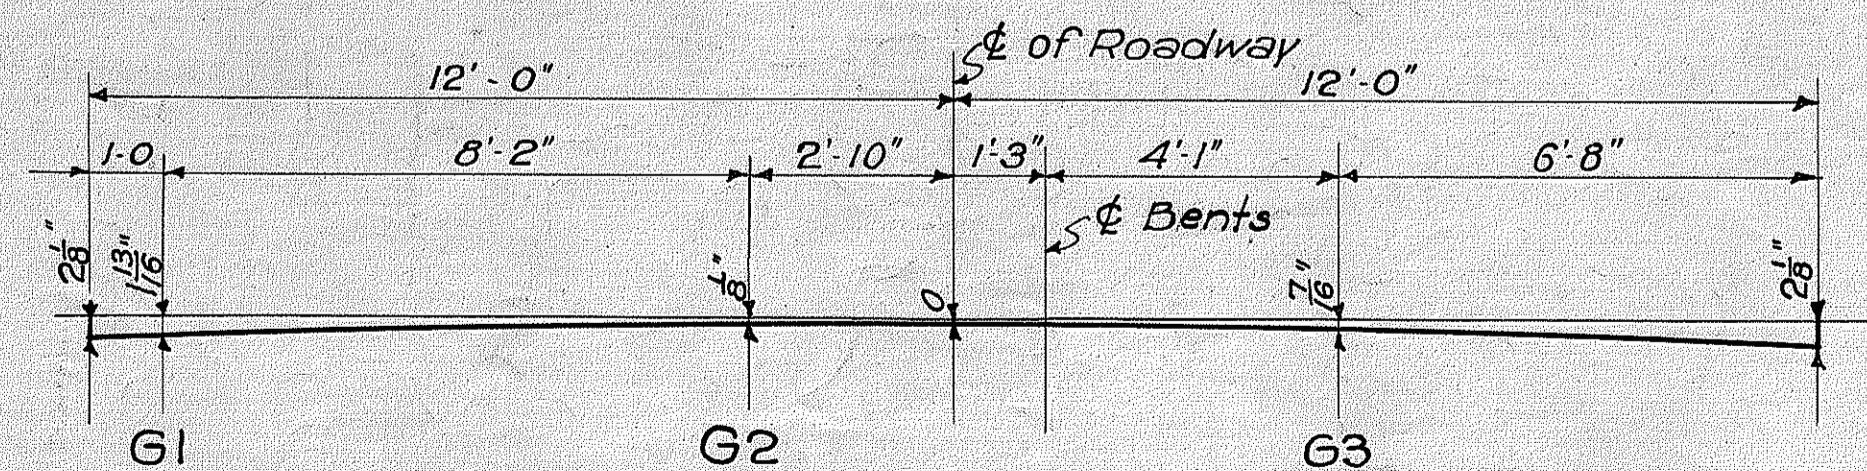 ℄ of Roadway
12'-0" 12'-0"
1-0 8'-2" 2'-10" 1'-3" 4'-1" 6'-8"
℄ Bents
2 1/8" 1 13/16" 1/8" 0 7/16" 2 1/8"
G1 G2 G3